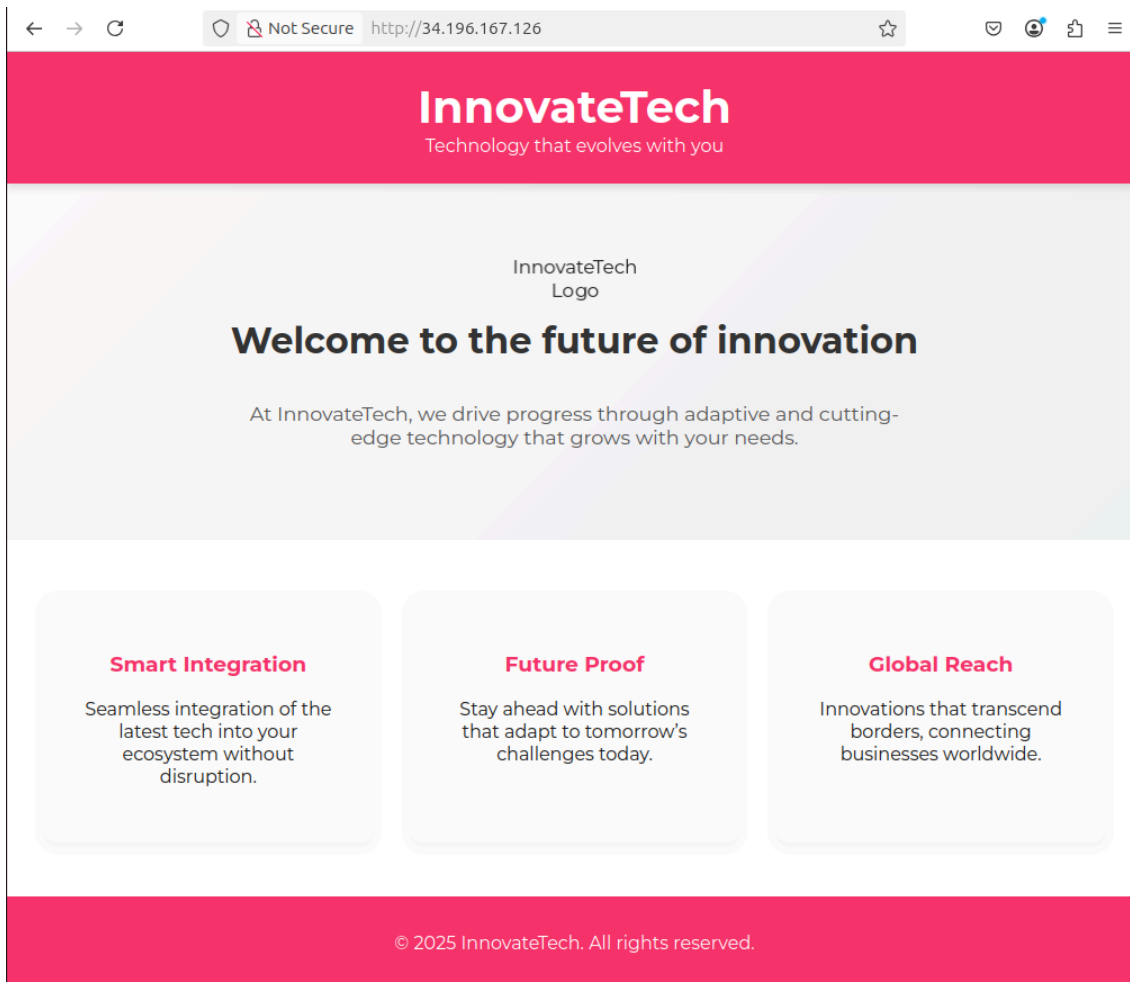 Not Secure http://34.196.167.126
InnovateTech
Technology that evolves with you
InnovateTech
Logo
Welcome to the future of innovation
At InnovateTech, we drive progress through adaptive and cutting-
edge technology that grows with your needs.
Smart Integration
Seamless integration of the
latest tech into your
ecosystem without
disruption.
Future Proof
Stay ahead with solutions
that adapt to tomorrow’s
challenges today.
Global Reach
Innovations that transcend
borders, connecting
businesses worldwide.
© 2025 InnovateTech. All rights reserved.